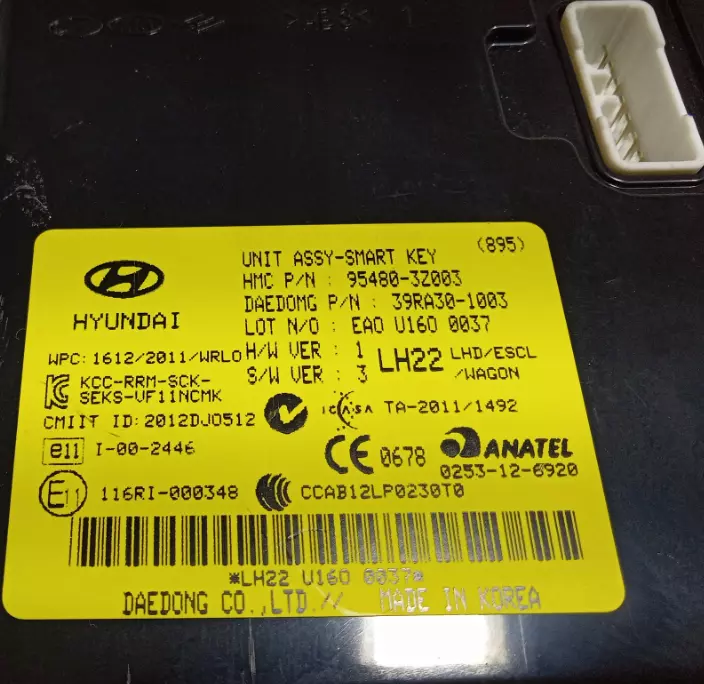 UNIT ASSY-SMART KEY (895)
HMC P/N : 95480-3Z003
DAEDOMG P/N : 39RA30-1003
LOT N/O : EAO U160 0037
H/W VER : 1
S/W VER : 3
LH22 LHD/ESCL
/WAGON
HYUNDAI
WPC:1612/2011/WRLO
KCC-RRM-SCK-
SEKS-VF11NCMK
CMIIT ID:2012DJ0512
ICASA TA-2011/1492
e11 I-00-2446
CE 0678 ANATEL
0253-12-6920
E11 116RI-000348 CCAB12LP0230T0
*LH22 U160 0037*
DAEDONG CO.,LTD.// MADE IN KOREA